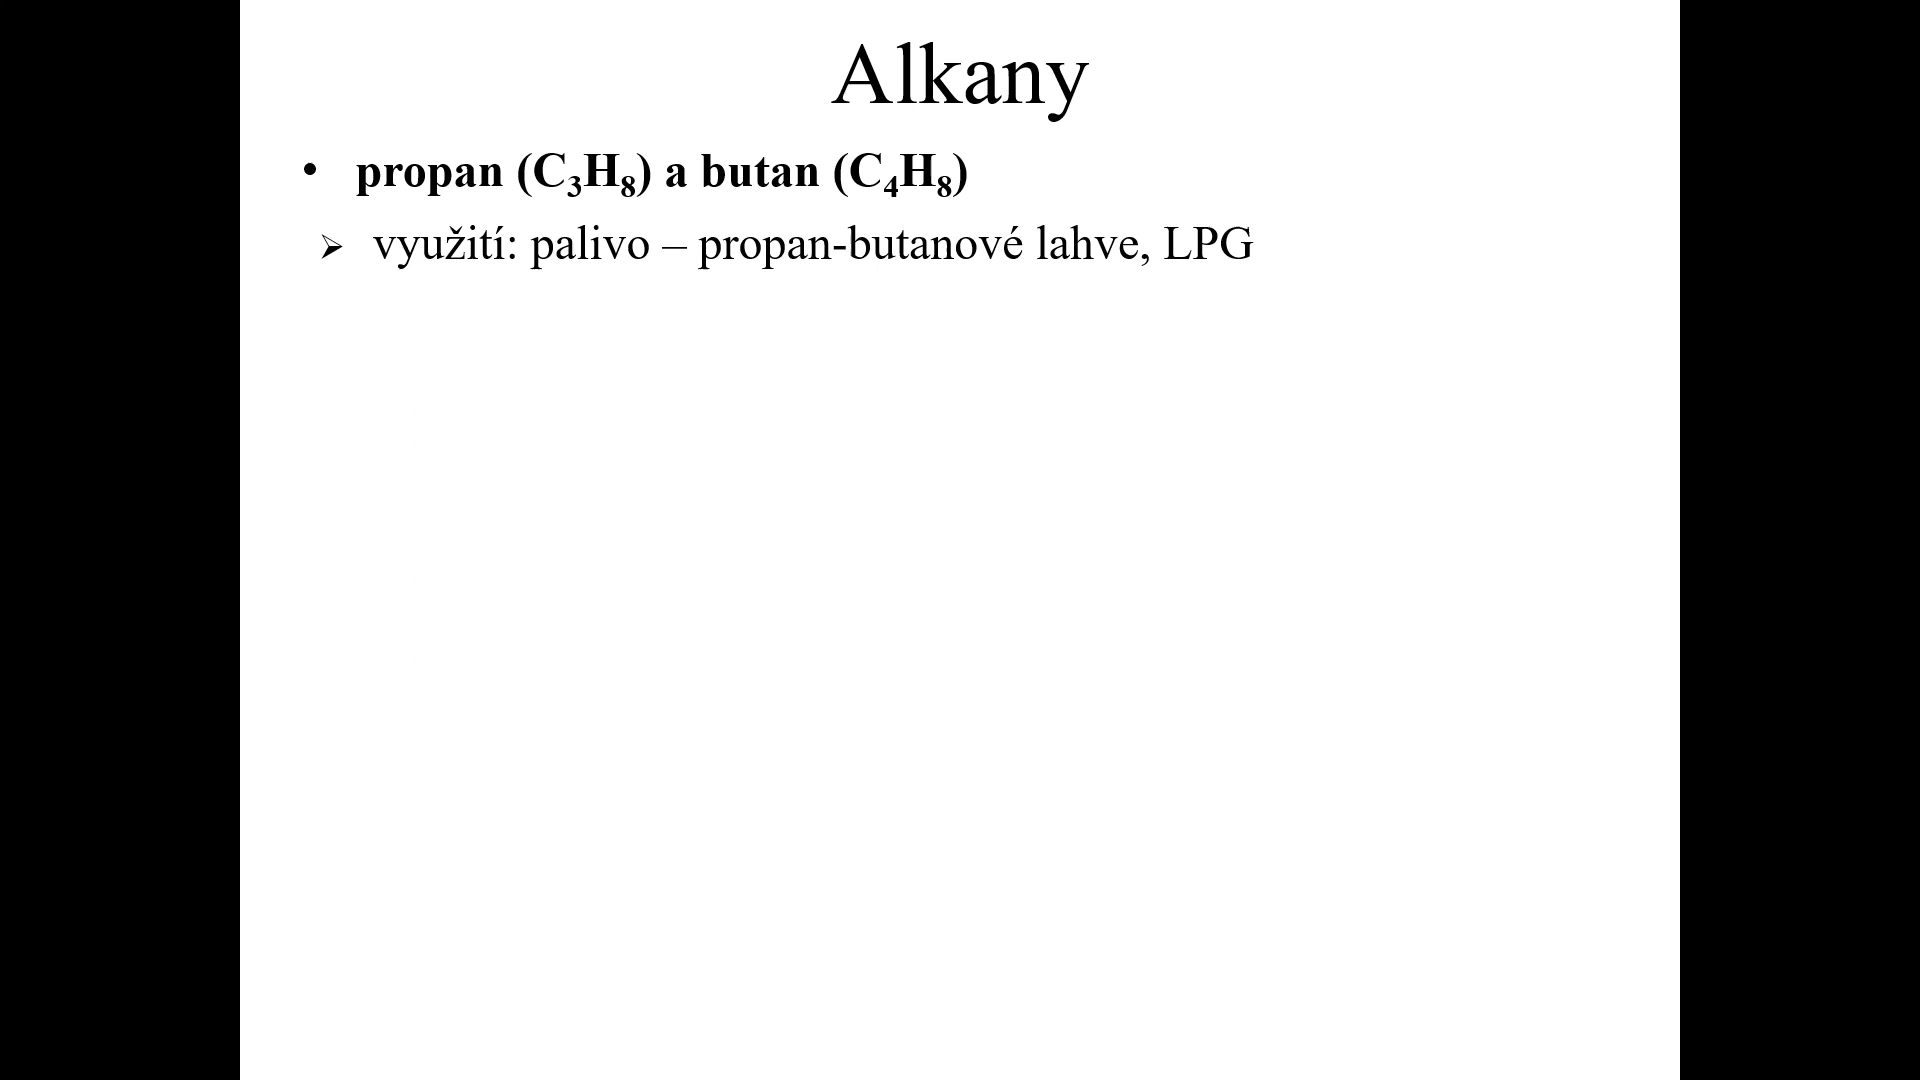 Alkany
• propan (C₃H₈) a butan (C₄H₈)
➢ využití: palivo – propan-butanové lahve, LPG